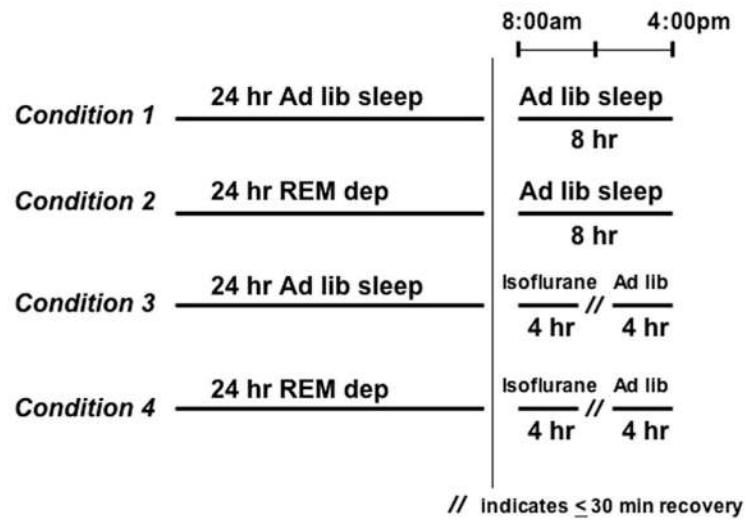 8:00am 4:00pm
24 hr Ad lib sleep Ad lib sleep
Condition 1
8 hr
24 hr REM dep Ad lib sleep
Condition 2
8 hr
24 hr Ad lib sleep Isoflurane Ad lib
Condition 3 //
4 hr 4 hr
24 hr REM dep Isoflurane Ad lib
Condition 4 //
4 hr 4 hr
// indicates ≤ 30 min recovery